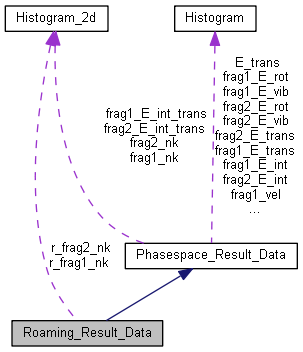 Histogram_2d
Histogram
frag1_E_int_trans
frag2_E_int_trans
frag2_nk
frag1_nk
E_trans
frag1_E_rot
frag1_E_vib
frag2_E_rot
frag2_E_vib
frag2_E_trans
frag1_E_trans
frag1_E_int
frag2_E_int
frag1_vel
...
r_frag2_nk
r_frag1_nk
Phasespace_Result_Data
Roaming_Result_Data